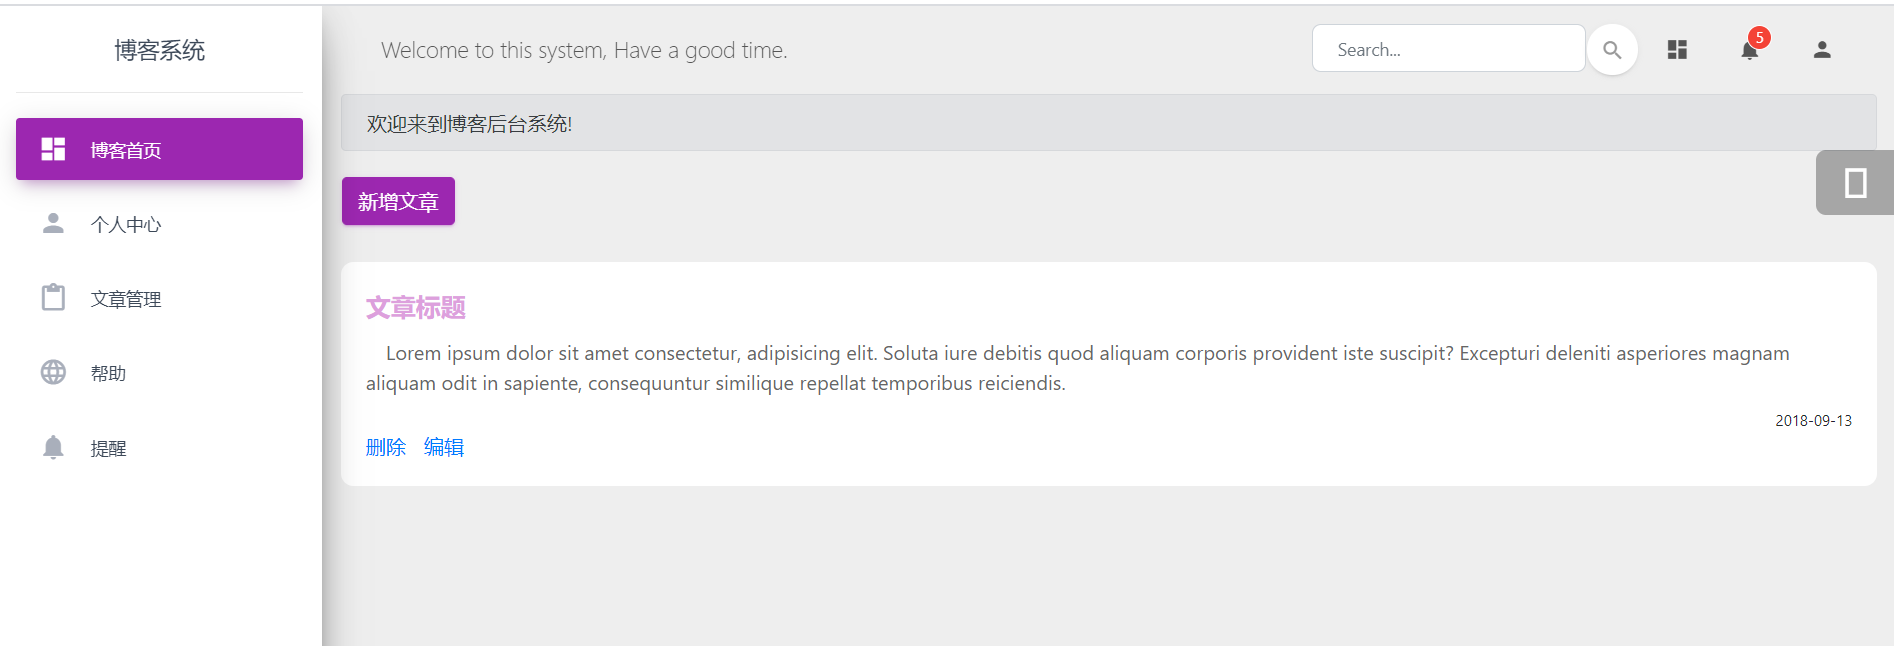 博客系统
博客首页
个人中心
文章管理
帮助
提醒
Welcome to this system, Have a good time.
Search...
5
欢迎来到博客后台系统!
新增文章
文章标题
Lorem ipsum dolor sit amet consectetur, adipisicing elit. Soluta iure debitis quod aliquam corporis provident iste suscipit? Excepturi deleniti asperiores magnam
aliquam odit in sapiente, consequuntur similique repellat temporibus reiciendis.
2018-09-13
删除 编辑